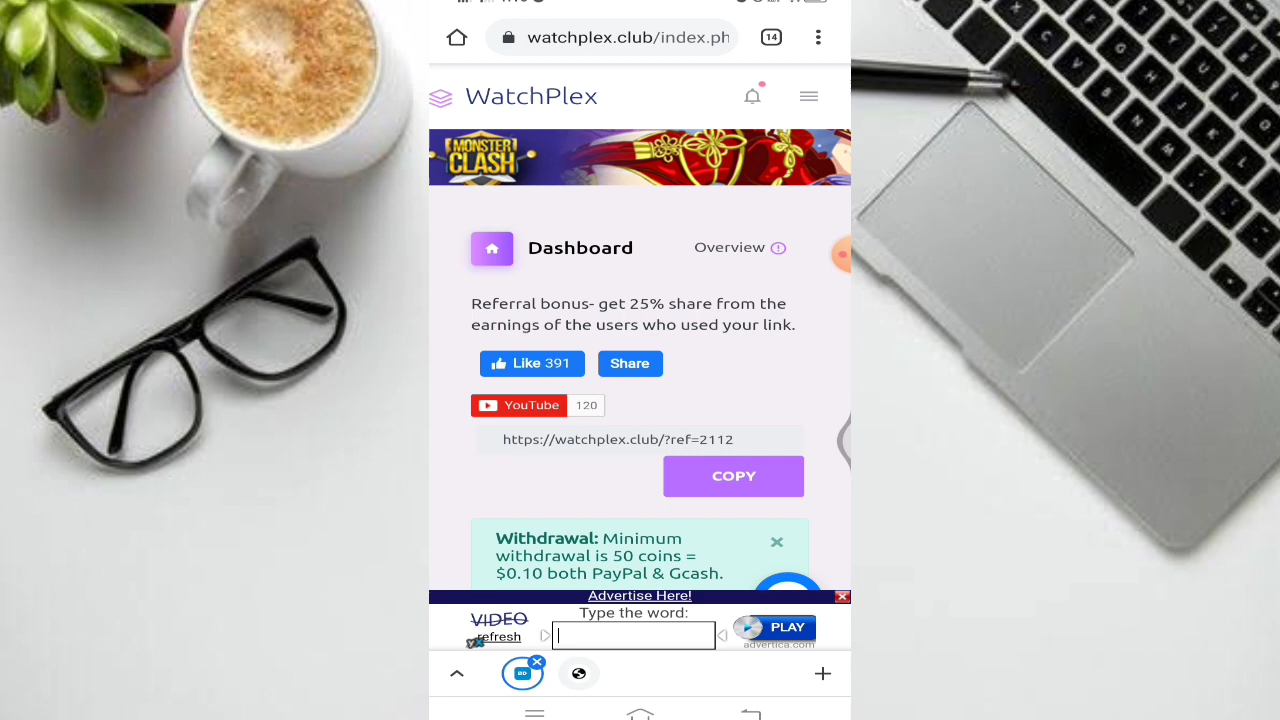 watchplex.club/index.ph
14
WatchPlex
MONSTER
CLASH
Dashboard
Overview
Referral bonus- get 25% share from the
earnings of the users who used your link.
Like 391
Share
YouTube
120
https://watchplex.club/?ref=2112
COPY
Withdrawal: Minimum
withdrawal is 50 coins =
$0.10 both PayPal & Gcash.
Advertise Here!
Type the word:
VIDEO
refresh
PLAY
advertica.com